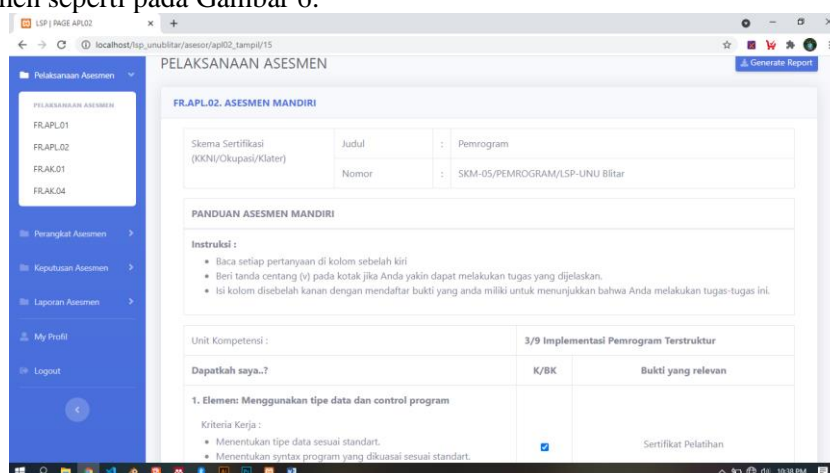 men seperti pada Gambar 6.
LSP | PAGE APL02
localhost/lsp_unublitar/asesor/apl02_tampil/15
Pelaksanaan Asesmen
PELAKSANAAN ASESMEN
FR.APL.01
FR.APL.02
FR.AK.01
FR.AK.04
Perangkat Asesmen
Keputusan Asesmen
Laporan Asesmen
My Profil
Logout
PELAKSANAAN ASESMEN
Generate Report
FR.APL.02. ASESMEN MANDIRI
Skema Sertifikasi
(KKNI/Okupasi/Klater)
Judul : Pemrogram
Nomor : SKM-05/PEMROGRAM/LSP-UNU Blitar
PANDUAN ASESMEN MANDIRI
Instruksi :
• Baca setiap pertanyaan di kolom sebelah kiri
• Beri tanda centang (v) pada kotak jika Anda yakin dapat melakukan tugas yang dijelaskan.
• Isi kolom disebelah kanan dengan mendaftar bukti yang anda miliki untuk menunjukkan bahwa Anda melakukan tugas-tugas ini.
Unit Kompetensi : 3/9 Implementasi Pemrogram Terstruktur
Dapatkah saya..? K/BK Bukti yang relevan
1. Elemen: Menggunakan tipe data dan control program
Kriteria Kerja :
• Menentukan tipe data sesuai standart.
• Menentukan syntax program yang dikuasai sesuai standart.
Sertifikat Pelatihan
10:38 PM